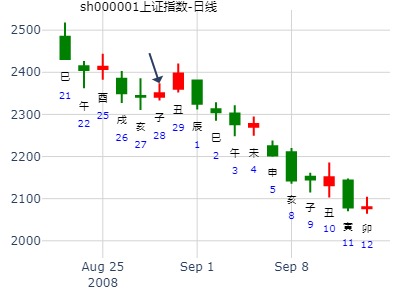 sh000001上证指数-日线
2500
2400
2300
2200
2100
2000
巳
21
午
22
酉
25
戌
26
亥
27
子
28
丑
29
辰
1
巳
2
午
3
未
4
申
5
亥
8
子
9
丑
10
寅
11
卯
12
Aug 25
2008
Sep 1
Sep 8